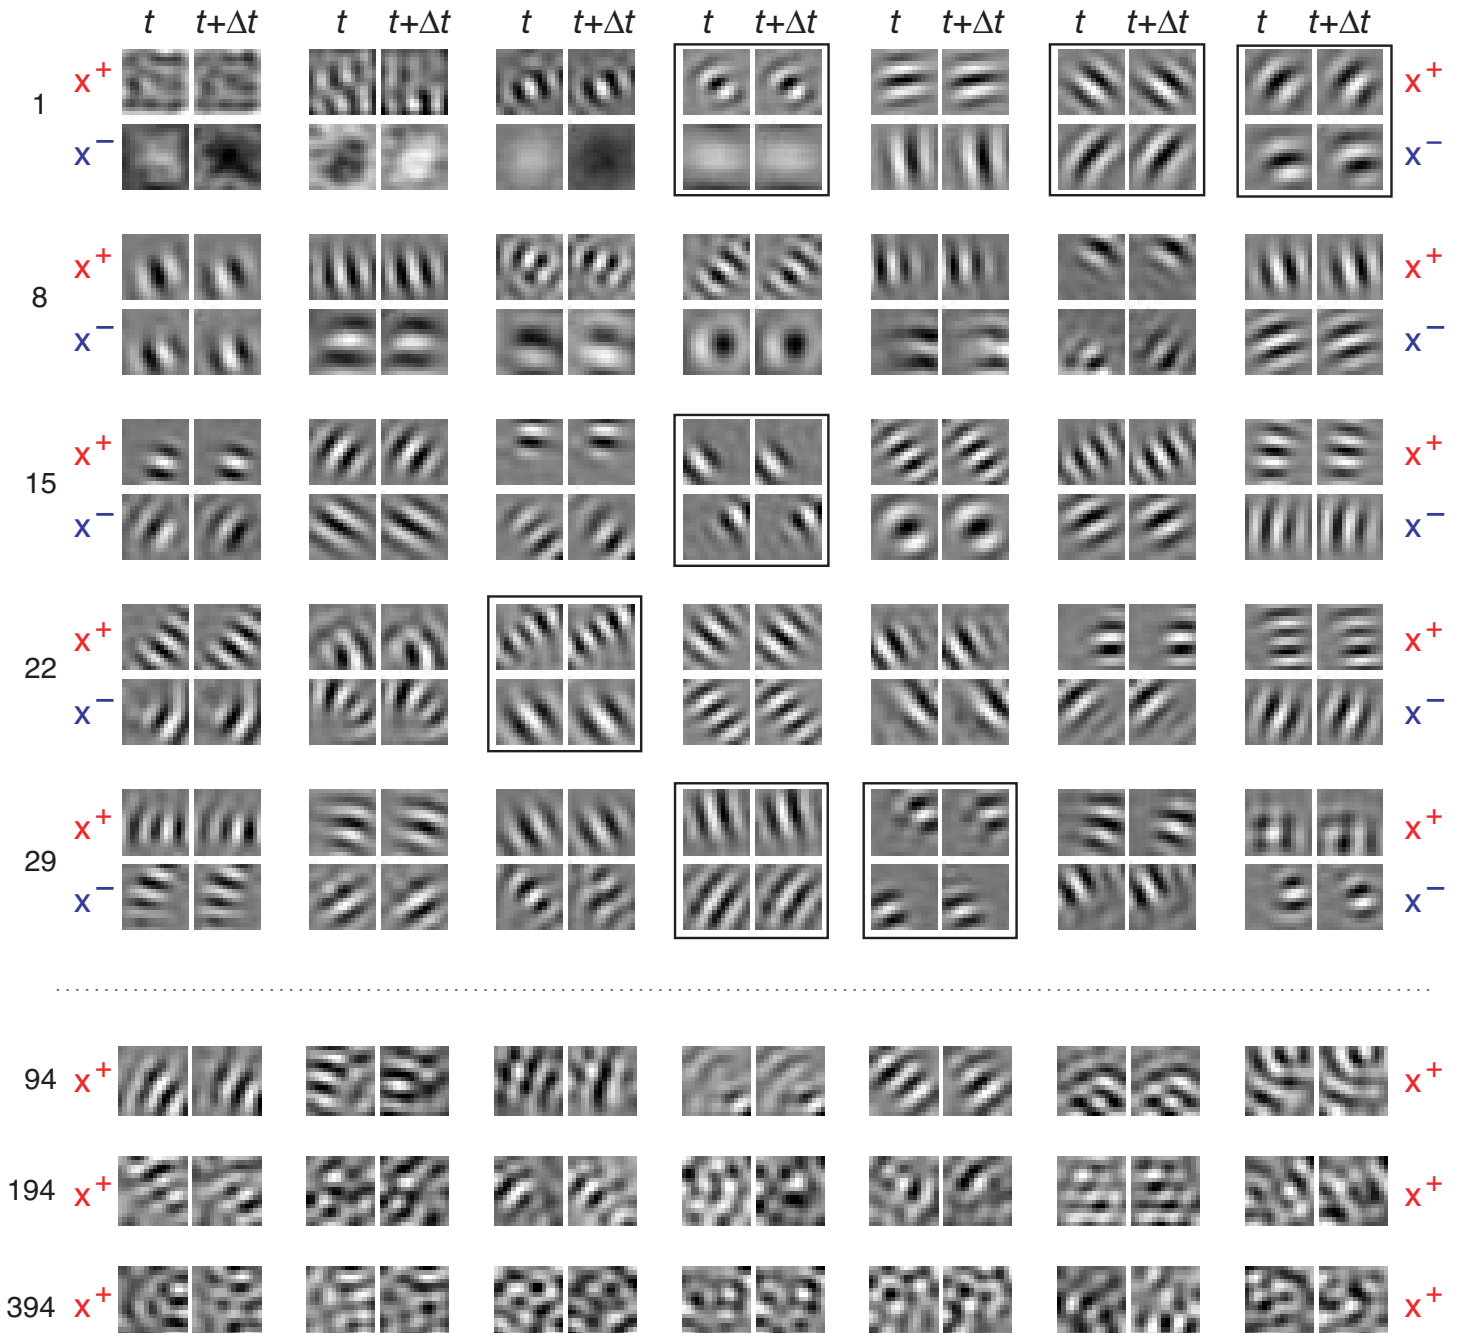 t t+Δt t t+Δt t t+Δt t t+Δt t t+Δt t t+Δt t t+Δt
1 x+ x+
x− x−
8 x+ x+
x− x−
15 x+ x+
x− x−
22 x+ x+
x− x−
29 x+ x+
x− x−
94 x+ x+
194 x+ x+
394 x+ x+